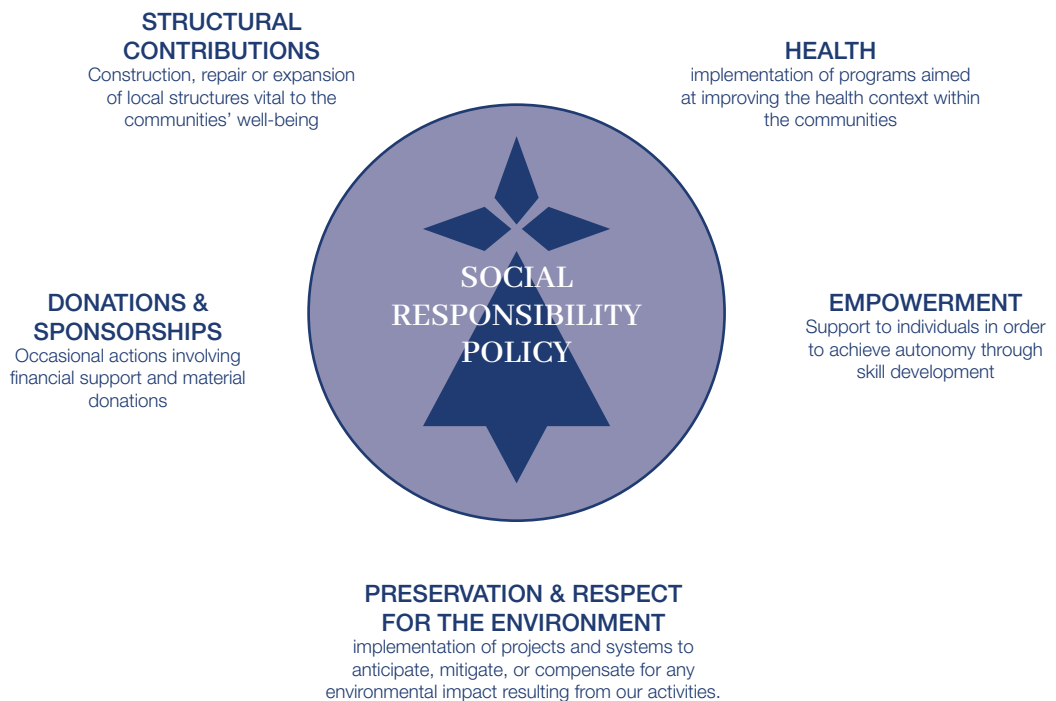 STRUCTURAL
CONTRIBUTIONS
Construction, repair or expansion
of local structures vital to the
communities’ well-being
HEALTH
implementation of programs aimed
at improving the health context within
the communities
SOCIAL
RESPONSIBILITY
POLICY
DONATIONS &
SPONSORSHIPS
Occasional actions involving
financial support and material
donations
EMPOWERMENT
Support to individuals in order
to achieve autonomy through
skill development
PRESERVATION & RESPECT
FOR THE ENVIRONMENT
implementation of projects and systems to
anticipate, mitigate, or compensate for any
environmental impact resulting from our activities.